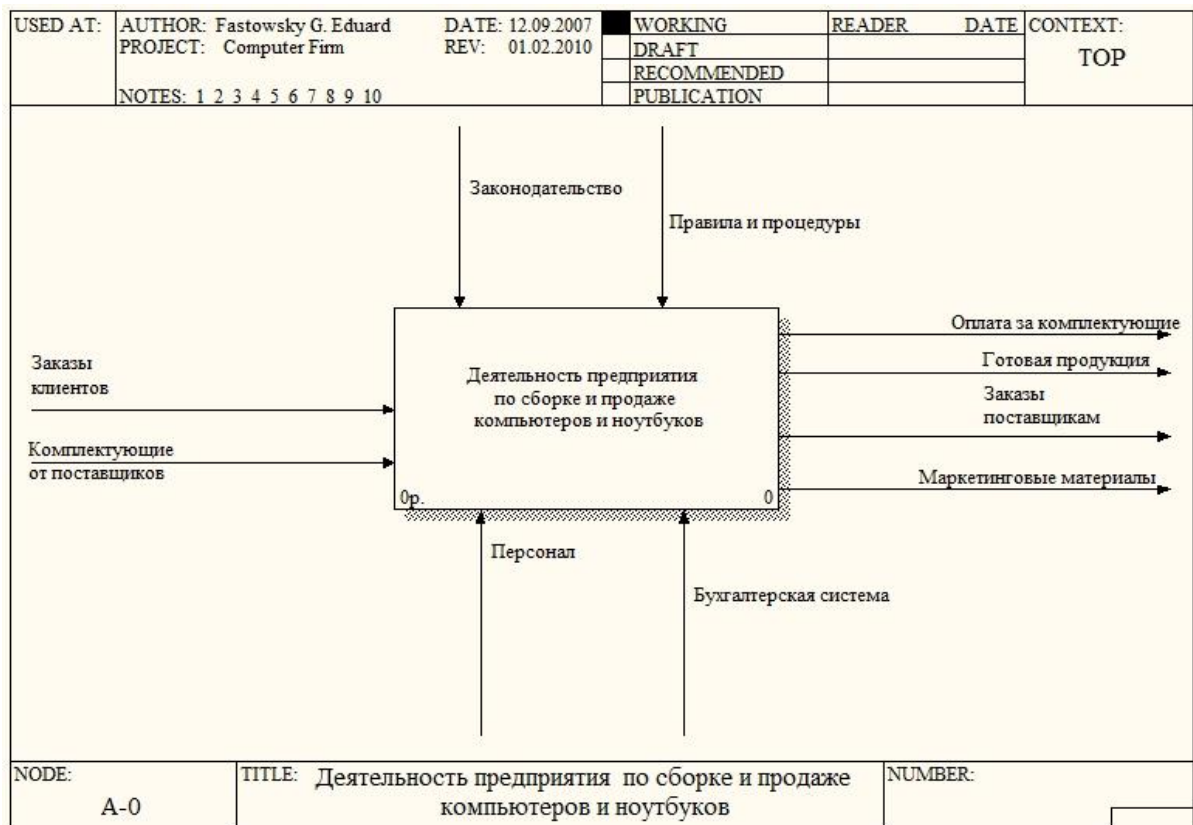 USED AT:
AUTHOR: Fastowsky G. Eduard
DATE: 12.09.2007
PROJECT: Computer Firm
REV: 01.02.2010
NOTES: 1 2 3 4 5 6 7 8 9 10
WORKING
DRAFT
RECOMMENDED
PUBLICATION
READER
DATE
CONTEXT:
TOP
Законодательство
Правила и процедуры
Заказы
клиентов
Комплектующие
от поставщиков
Деятельность предприятия
по сборке и продаже
компьютеров и ноутбуков
0р.
0
Оплата за комплектующие
Готовая продукция
Заказы
поставщикам
Маркетинговые материалы
Персонал
Бухгалтерская система
NODE:
A-0
TITLE: Деятельность предприятия по сборке и продаже
компьютеров и ноутбуков
NUMBER: